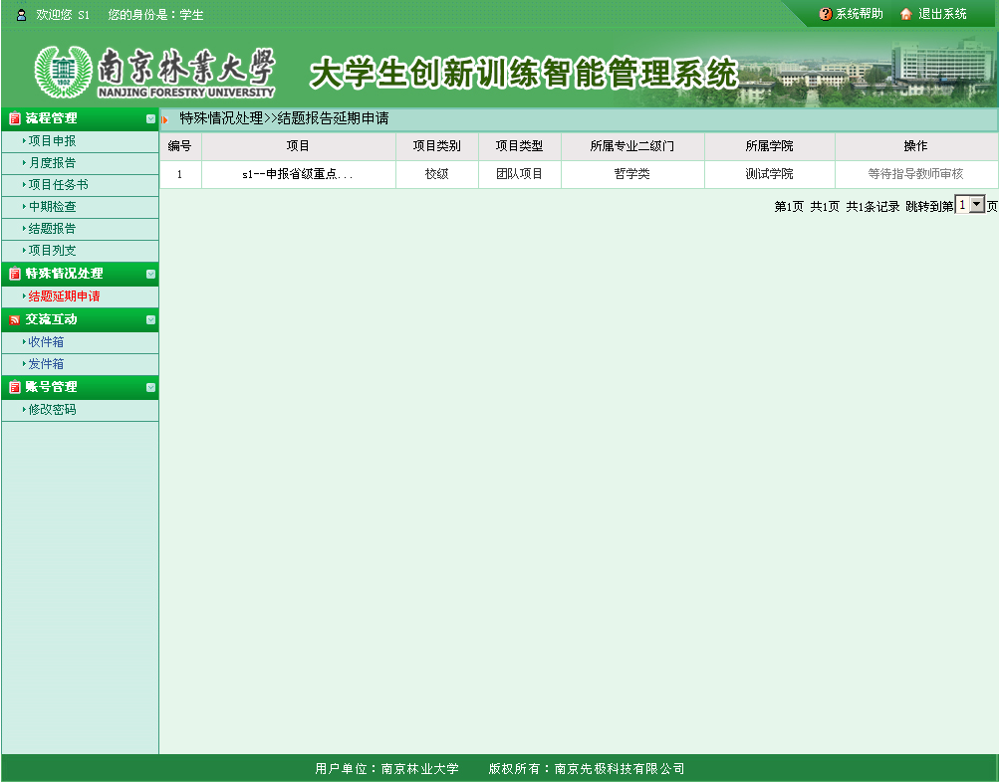 欢迎您 S1 您的身份是：学生 系统帮助 退出系统
南京林業大學
NANJING FORESTRY UNIVERSITY
大学生创新训练智能管理系统
流程管理
项目申报
月度报告
项目任务书
中期检查
结题报告
项目列支
特殊情况处理
结题延期申请
交流互动
收件箱
发件箱
账号管理
修改密码
特殊情况处理>>结题报告延期申请
编号 项目 项目类别 项目类型 所属专业二级门 所属学院 操作
1 s1--申报省级重点... 校级 团队项目 哲学类 测试学院 等待指导教师审核
第1页 共1页 共1条记录 跳转到第 1 页
用户单位：南京林业大学 版权所有：南京先极科技有限公司